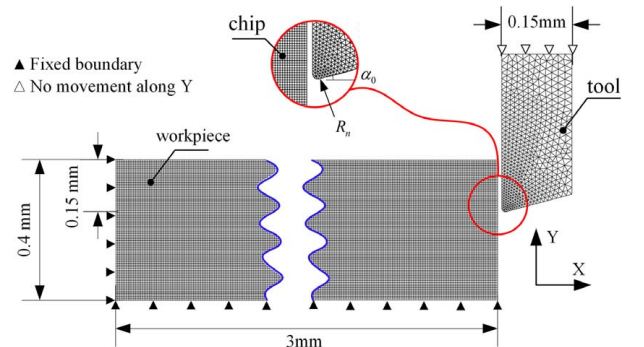 0.15mm
chip
▲ Fixed boundary
△ No movement along Y
α₀
Rₙ
tool
workpiece
0.15 mm
0.4 mm
Y
X
3mm